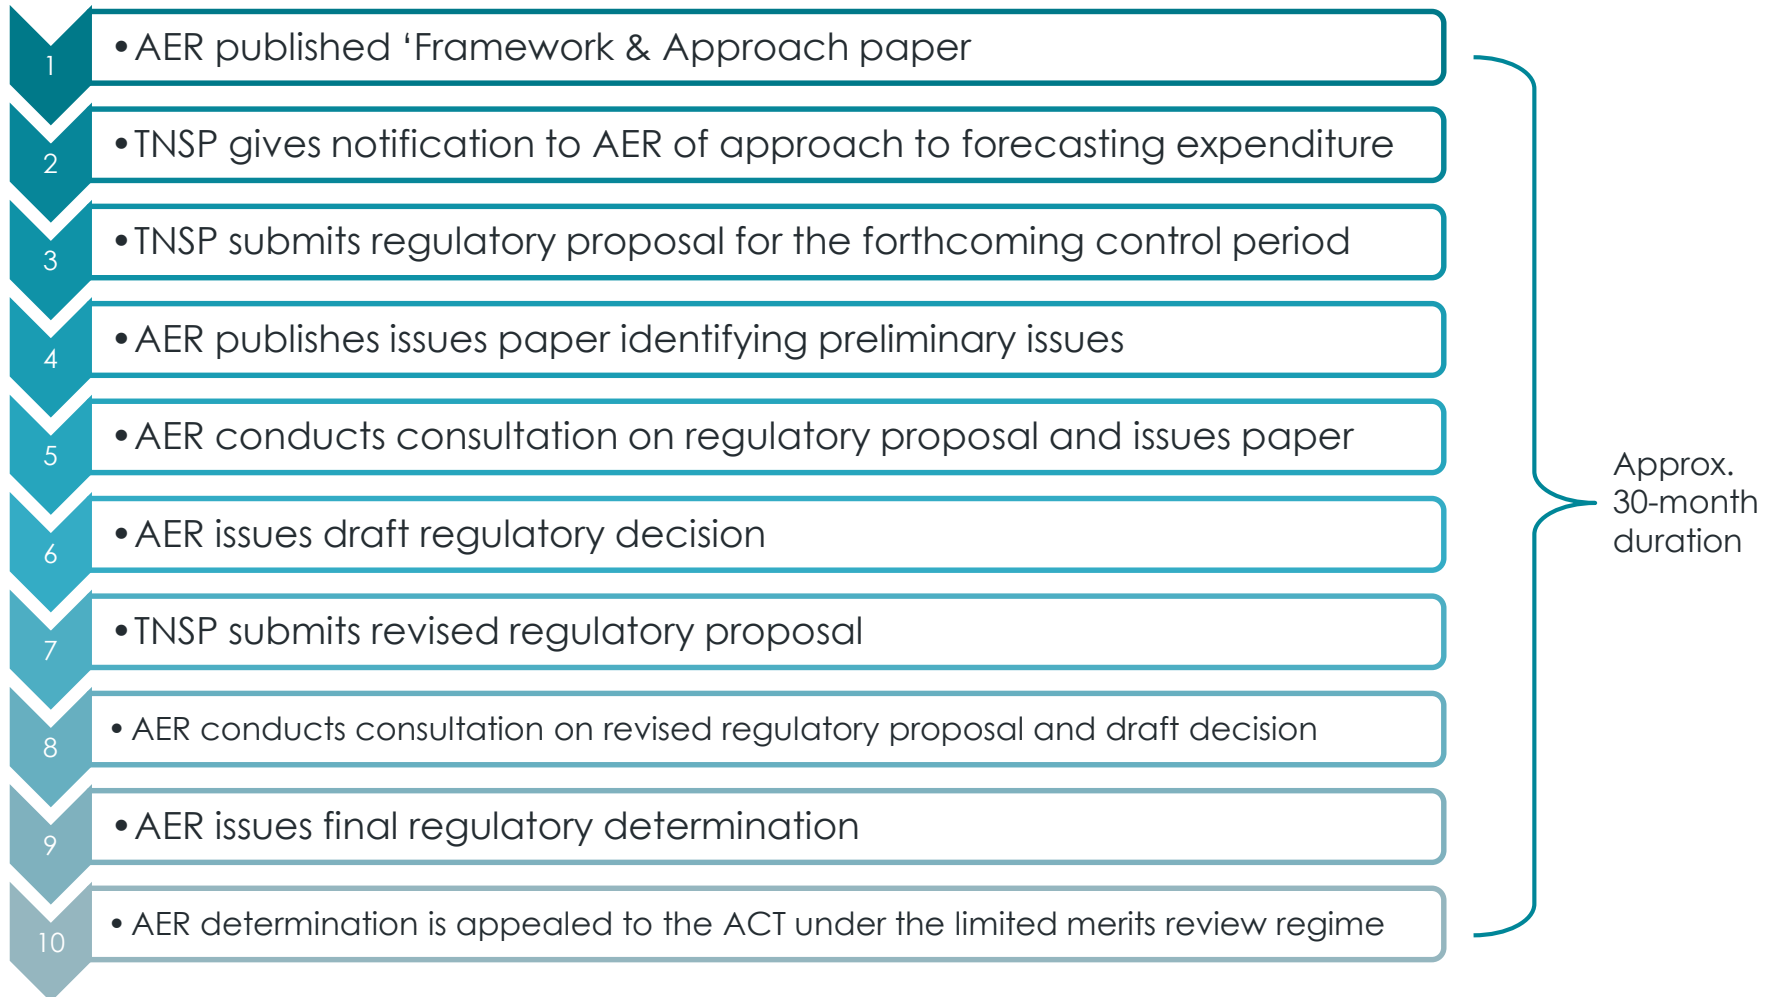 1
•AER published ‘Framework & Approach paper
2
•TNSP gives notification to AER of approach to forecasting expenditure
3
•TNSP submits regulatory proposal for the forthcoming control period
4
•AER publishes issues paper identifying preliminary issues
5
•AER conducts consultation on regulatory proposal and issues paper
6
•AER issues draft regulatory decision
7
•TNSP submits revised regulatory proposal
8
•AER conducts consultation on revised regulatory proposal and draft decision
9
•AER issues final regulatory determination
10
•AER determination is appealed to the ACT under the limited merits review regime
Approx.
30-month
duration